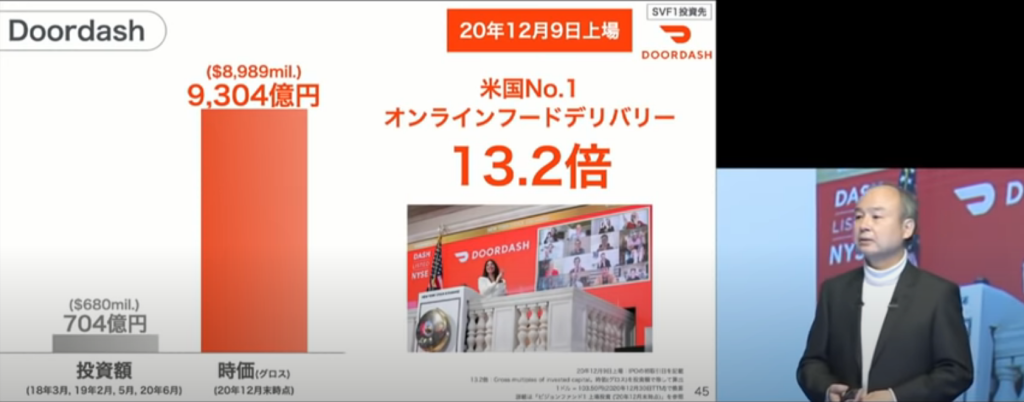 Doordash
20年12月9日上場
SVF1投資先
DOORDASH
($8,989mil.)
9,304億円
米国No.1
オンラインフードデリバリー
13.2倍
($680mil.)
704億円
投資額
(18年3月, 19年2月, 5月, 20年6月)
時価(グロス)
(20年12月末時点)
DASH
DOORDASH
NYSE
45
DASH
LIS
NYS